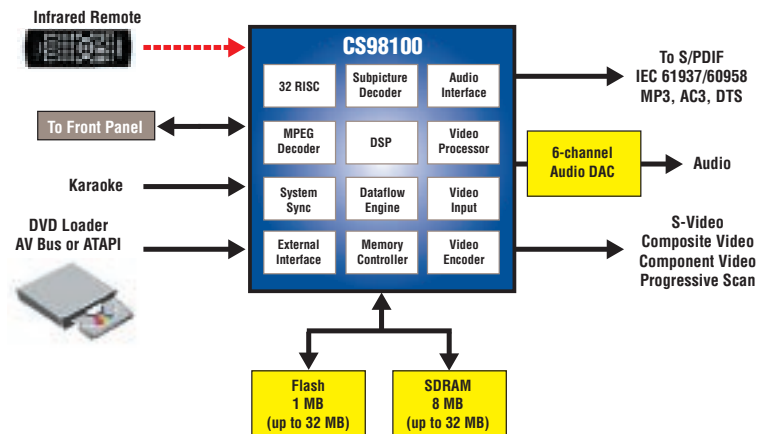 Infrared Remote
CS98100
32 RISC
Subpicture
Decoder
Audio
Interface
To S/PDIF
IEC 61937/60958
MP3, AC3, DTS
To Front Panel
MPEG
Decoder
DSP
Video
Processor
6-channel
Audio DAC
Audio
Karaoke
System
Sync
Dataflow
Engine
Video
Input
DVD Loader
AV Bus or ATAPI
External
Interface
Memory
Controller
Video
Encoder
S-Video
Composite Video
Component Video
Progressive Scan
Flash
1 MB
(up to 32 MB)
SDRAM
8 MB
(up to 32 MB)